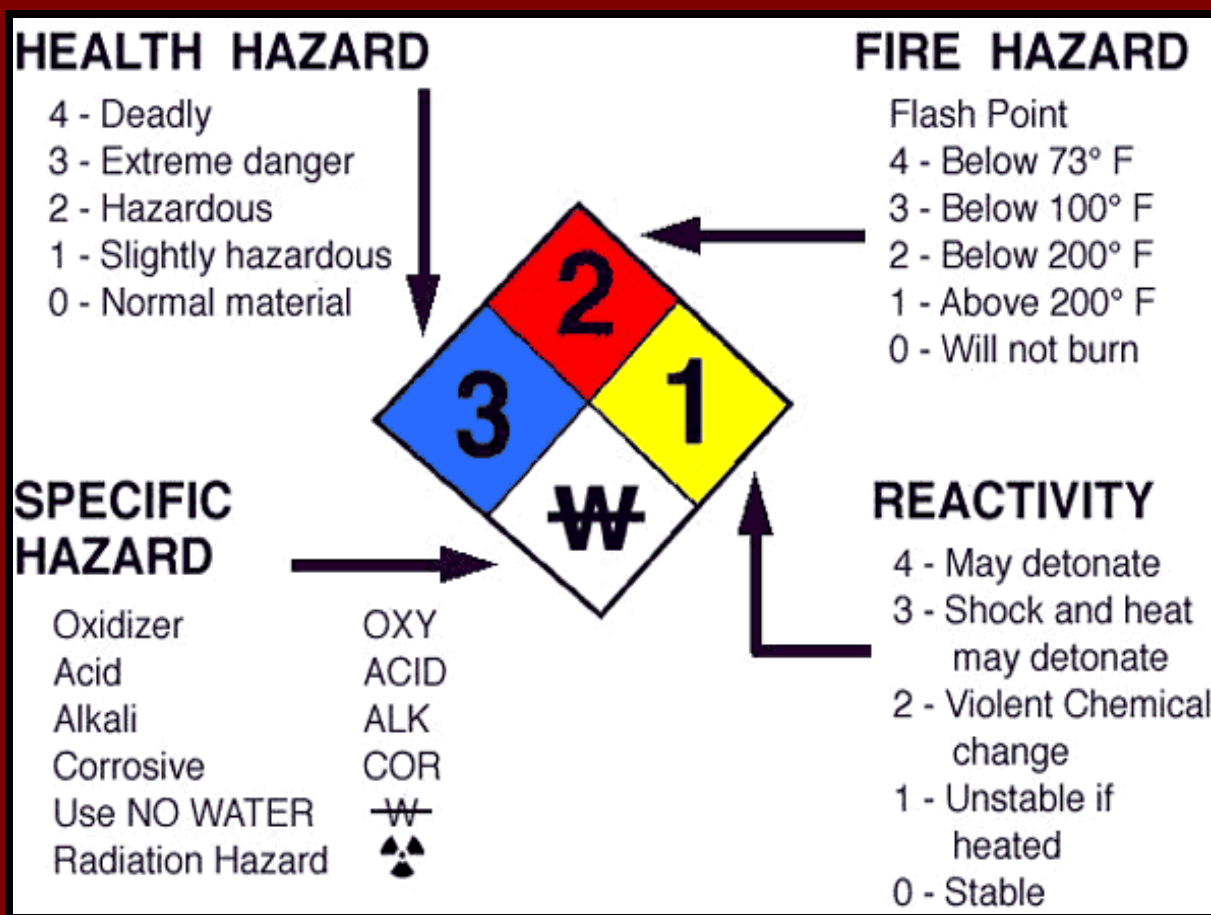 HEALTH HAZARD
4 - Deadly
3 - Extreme danger
2 - Hazardous
1 - Slightly hazardous
0 - Normal material
FIRE HAZARD
Flash Point
4 - Below 73° F
3 - Below 100° F
2 - Below 200° F
1 - Above 200° F
0 - Will not burn
2
3
1
W
SPECIFIC
HAZARD
Oxidizer OXY
Acid ACID
Alkali ALK
Corrosive COR
Use NO WATER W
Radiation Hazard
REACTIVITY
4 - May detonate
3 - Shock and heat
may detonate
2 - Violent Chemical
change
1 - Unstable if
heated
0 - Stable